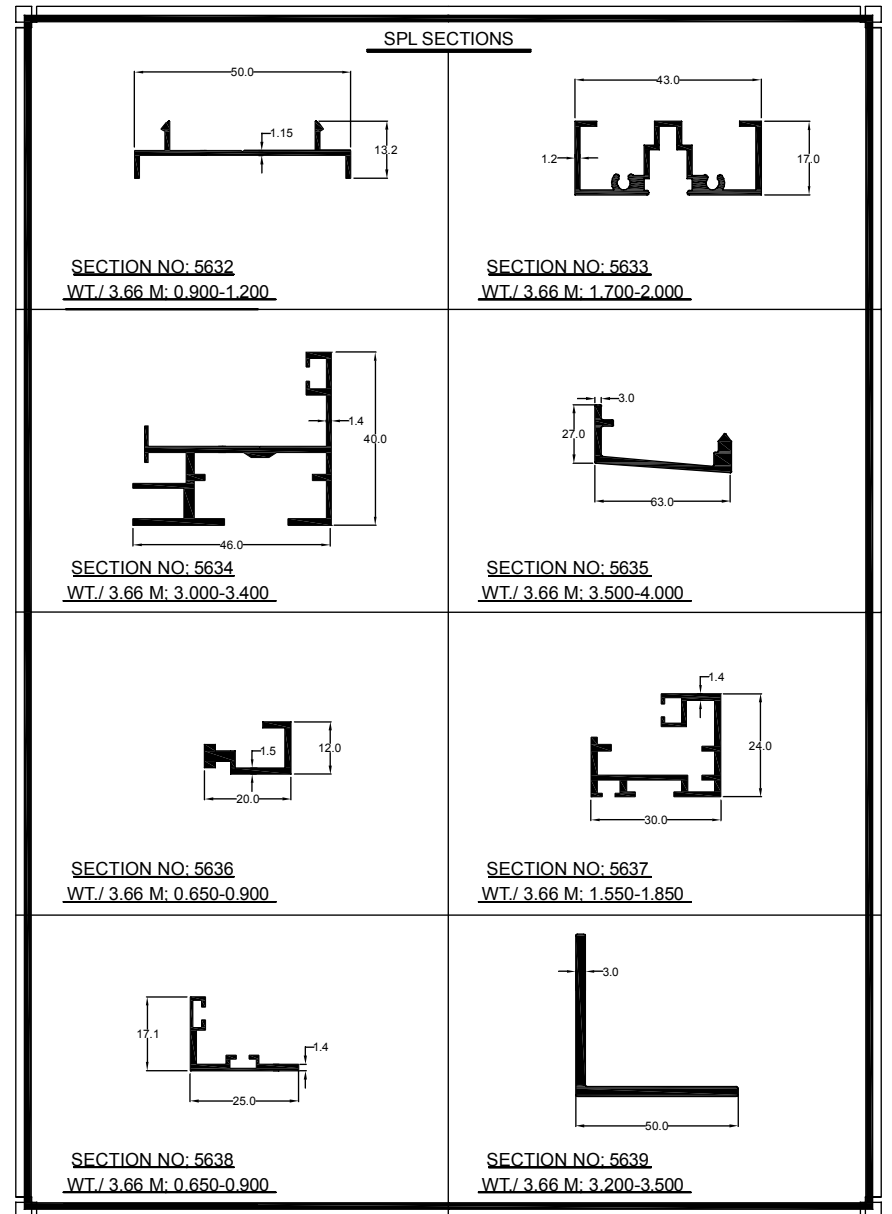 SPL SECTIONS
50.0
1.15
13.2
SECTION NO; 5632
WT./ 3.66 M; 0.900-1.200
43.0
1.2
17.0
SECTION NO; 5633
WT./ 3.66 M; 1.700-2.000
1.4
40.0
46.0
SECTION NO; 5634
WT./ 3.66 M; 3.000-3.400
3.0
27.0
63.0
SECTION NO; 5635
WT./ 3.66 M; 3.500-4.000
12.0
1.5
20.0
SECTION NO; 5636
WT./ 3.66 M; 0.650-0.900
1.4
24.0
30.0
SECTION NO; 5637
WT./ 3.66 M; 1.550-1.850
17.1
1.4
25.0
SECTION NO; 5638
WT./ 3.66 M; 0.650-0.900
3.0
50.0
SECTION NO; 5639
WT./ 3.66 M; 3.200-3.500